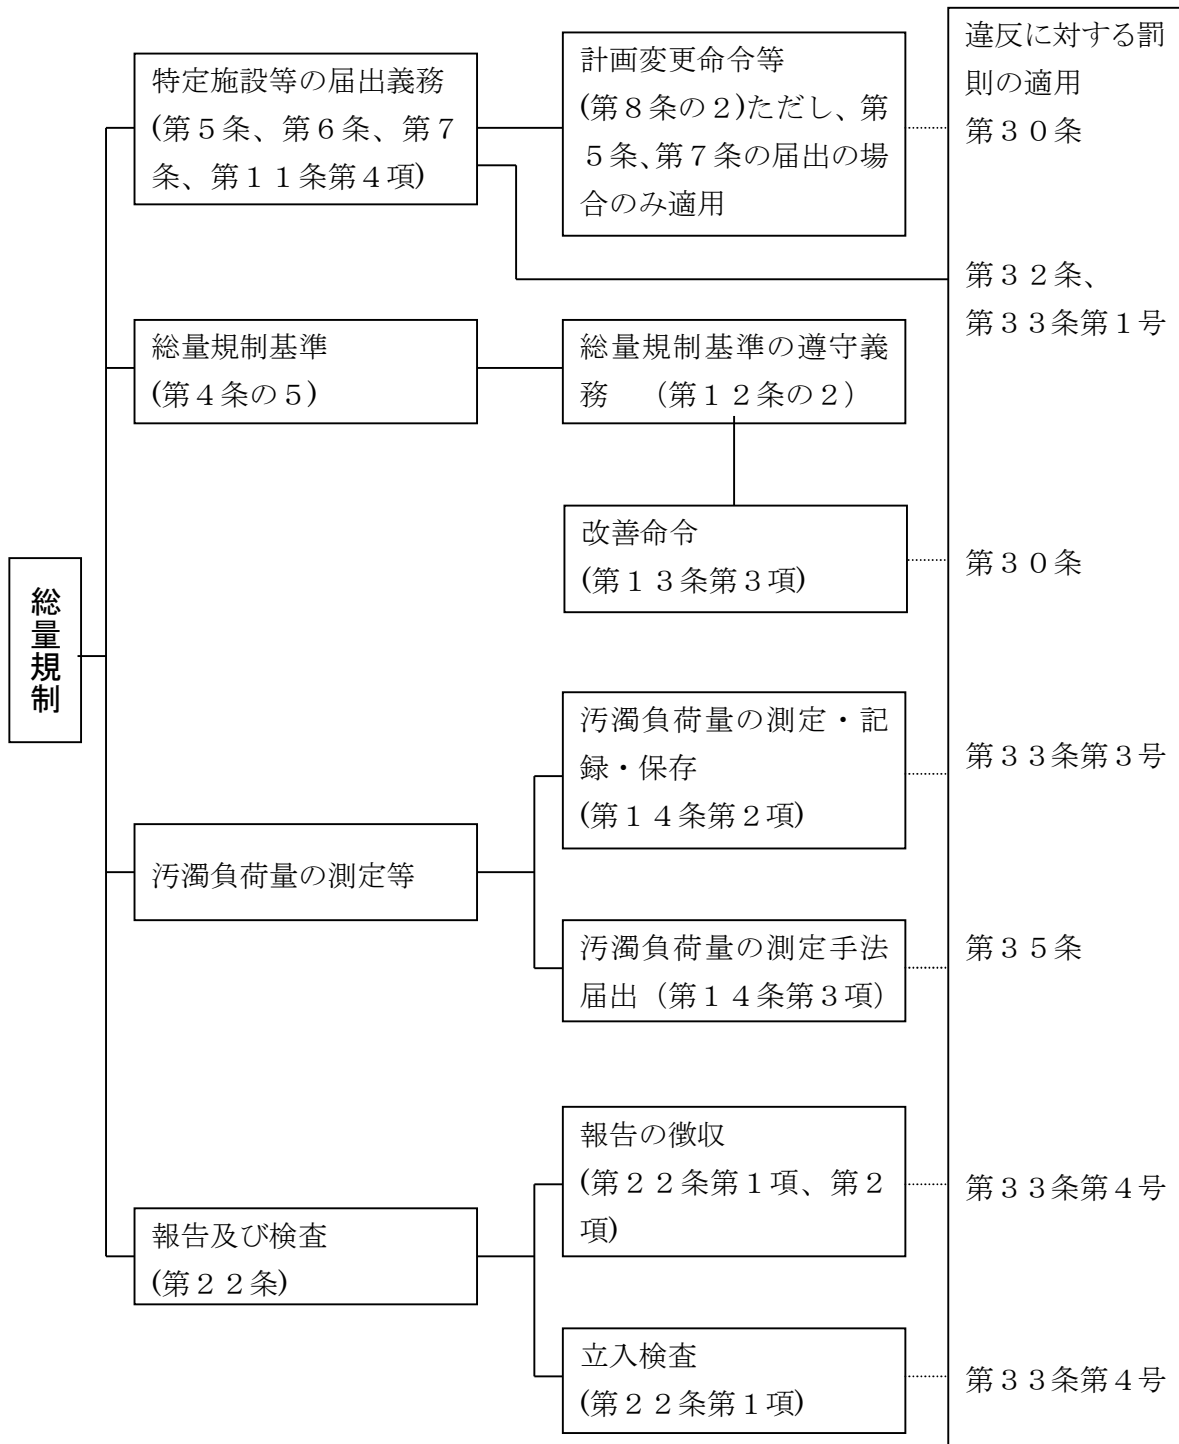 総量規制
特定施設等の届出義務
(第５条、第６条、第７
条、第１１条第４項)
計画変更命令等
(第８条の２)ただし、第
５条、第７条の届出の場
合のみ適用
違反に対する罰
則の適用
第３０条
第３２条、
第３３条第１号
総量規制基準
(第４条の５)
総量規制基準の遵守義
務　（第１２条の２）
改善命令
(第１３条第３項)
第３０条
汚濁負荷量の測定等
汚濁負荷量の測定・記
録・保存
(第１４条第２項)
第３３条第３号
汚濁負荷量の測定手法
届出（第１４条第３項）
第３５条
報告及び検査
(第２２条)
報告の徴収
(第２２条第１項、第２
項)
第３３条第４号
立入検査
(第２２条第１項)
第３３条第４号